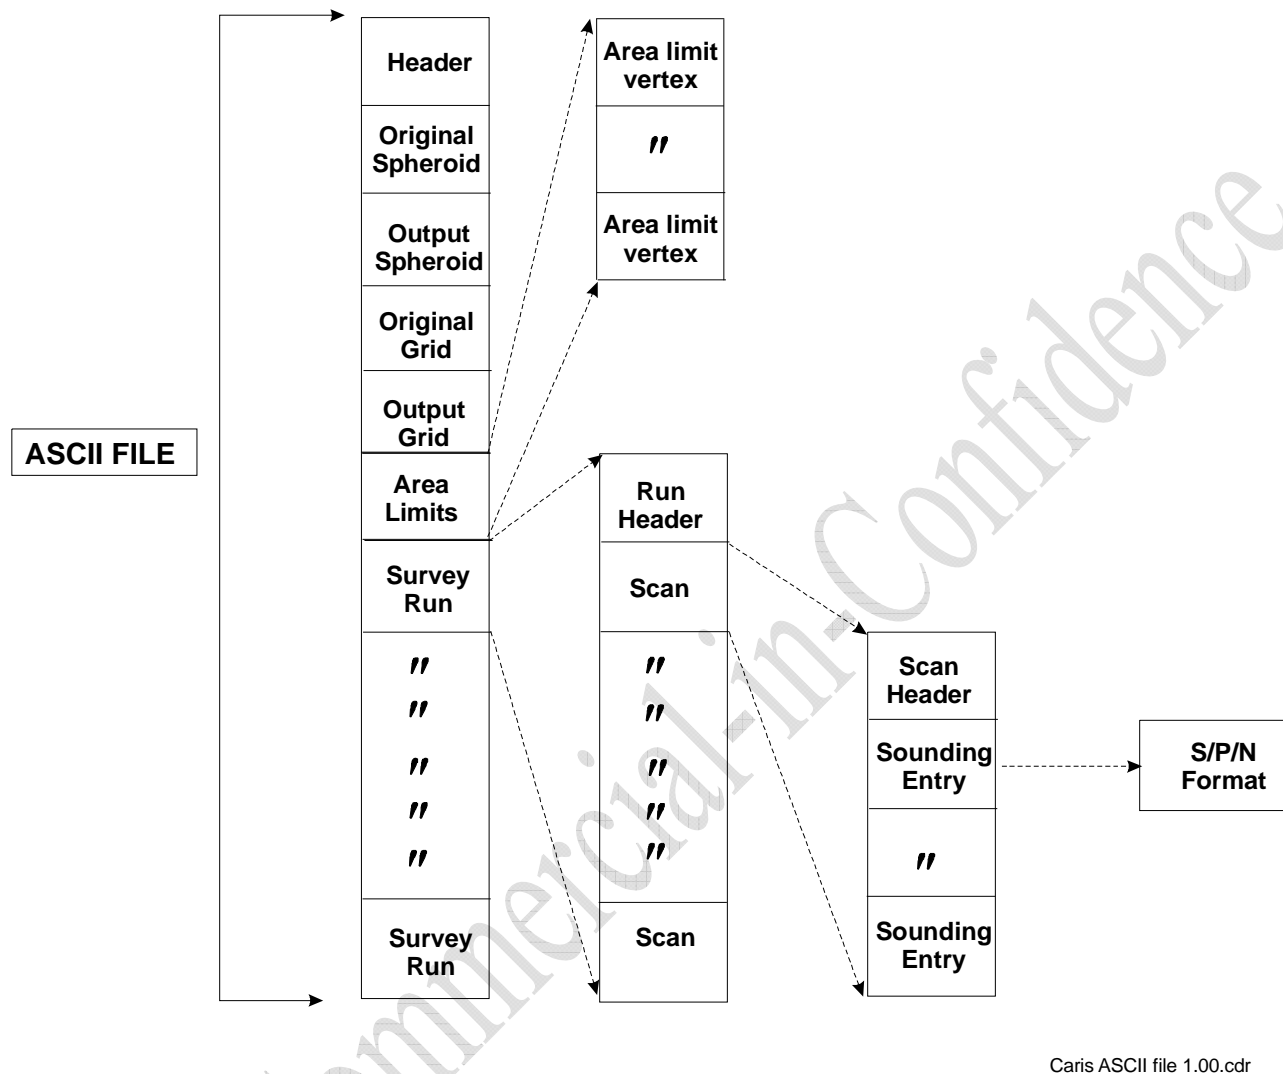 ASCII FILE
Header
Original
Spheroid
Output
Spheroid
Original
Grid
Output
Grid
Area
Limits
Survey
Run
"
"
"
"
"
Survey
Run
Area limit
vertex
"
Area limit
vertex
Run
Header
Scan
"
"
"
"
"
Scan
Scan
Header
Sounding
Entry
"
Sounding
Entry
S/P/N
Format
ommercial-in-Confidence
Caris ASCII file 1.00.cdr